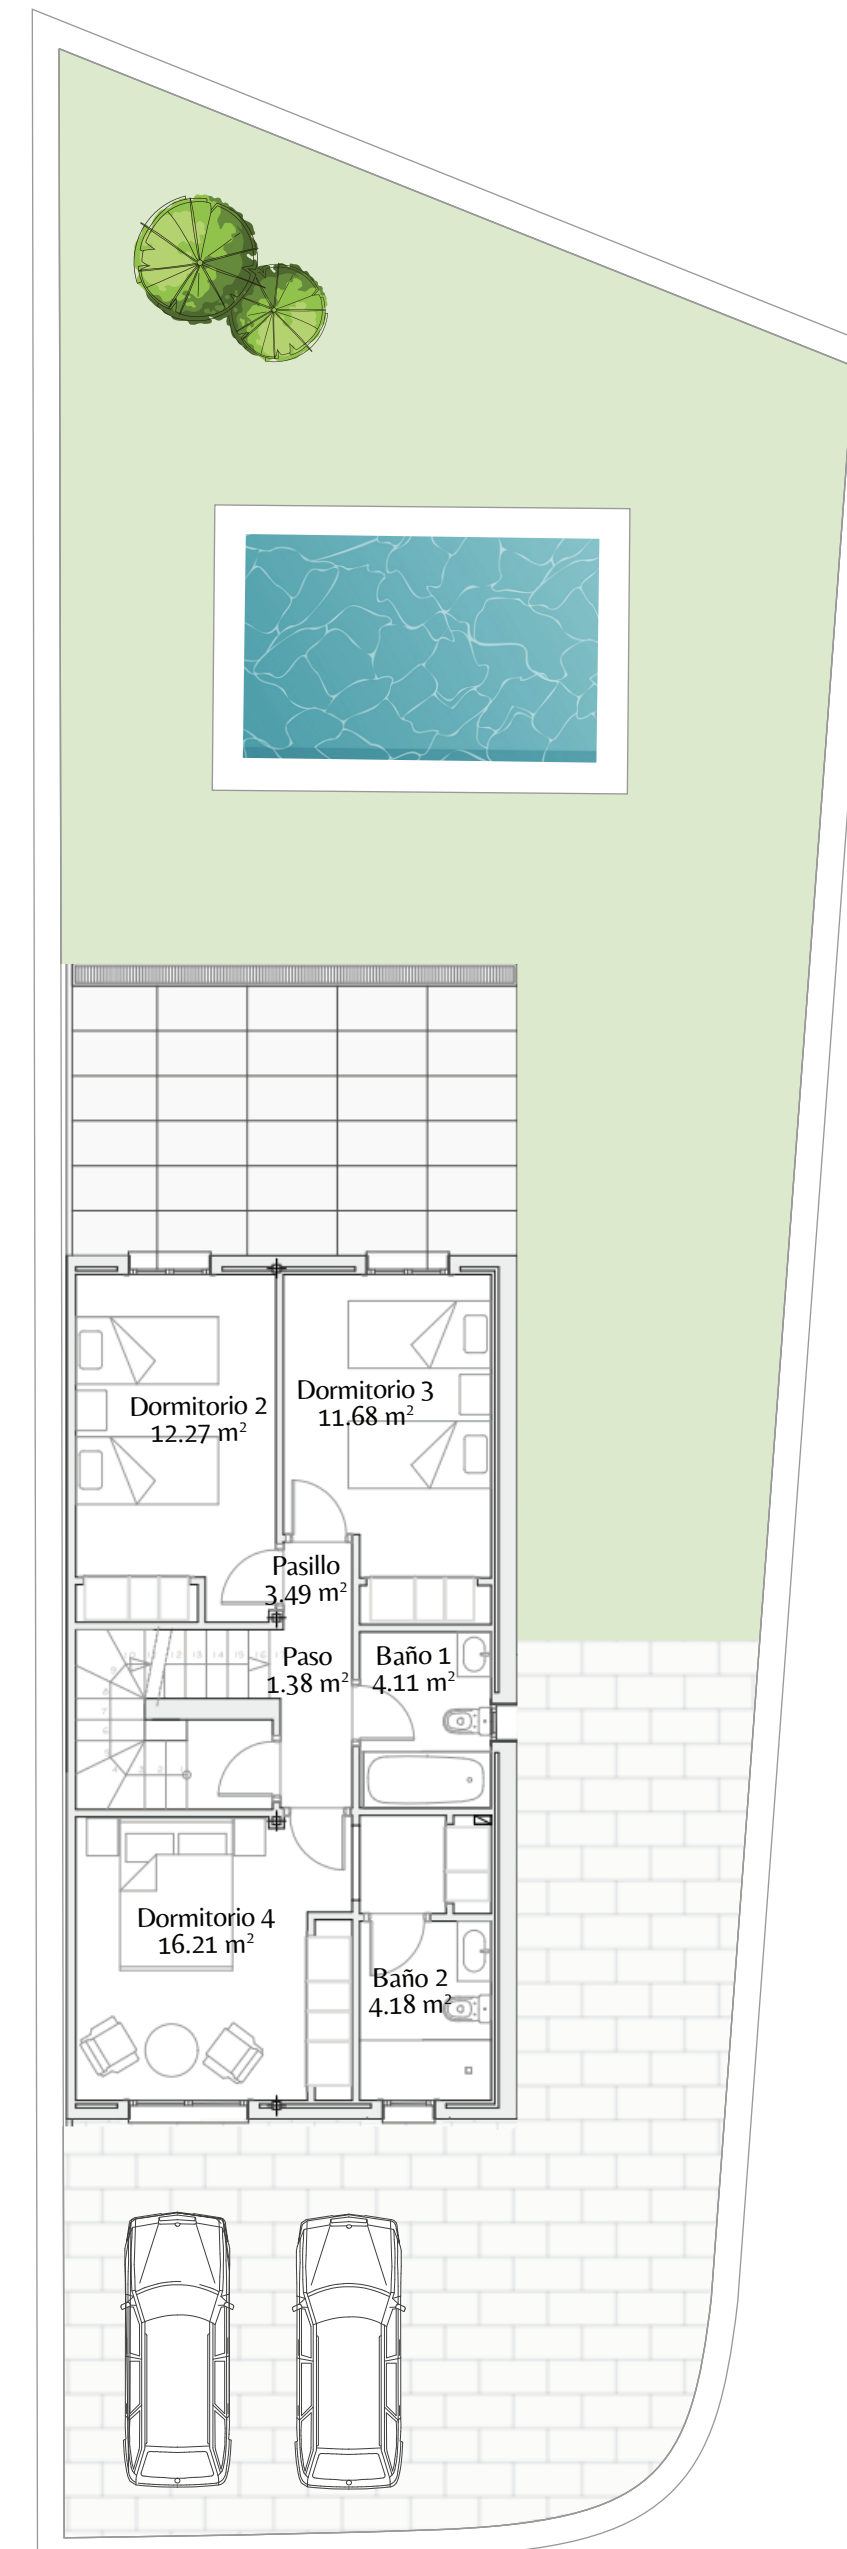 Dormitorio 2
12.27 m²
Dormitorio 3
11.68 m²
Pasillo
3.49 m²
Paso
1.38 m²
Baño 1
4.11 m²
Dormitorio 4
16.21 m²
Baño 2
4.18 m²